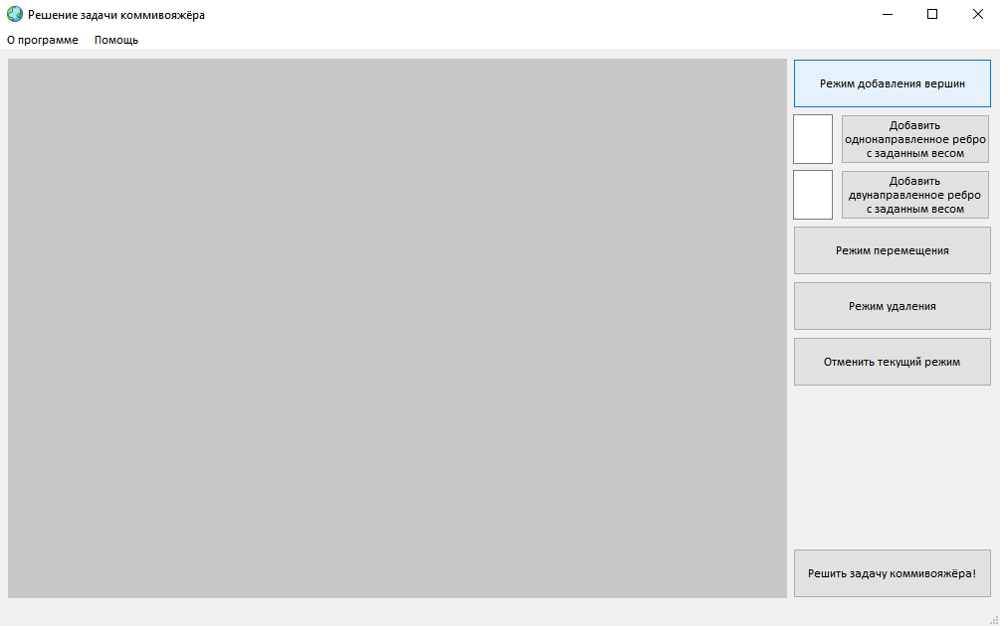 Решение задачи коммивояжёра
О программе
Помощь
Режим добавления вершин
Добавить
однонаправленное ребро
с заданным весом
Добавить
двунаправленное ребро
с заданным весом
Режим перемещения
Режим удаления
Отменить текущий режим
Решить задачу коммивояжёра!